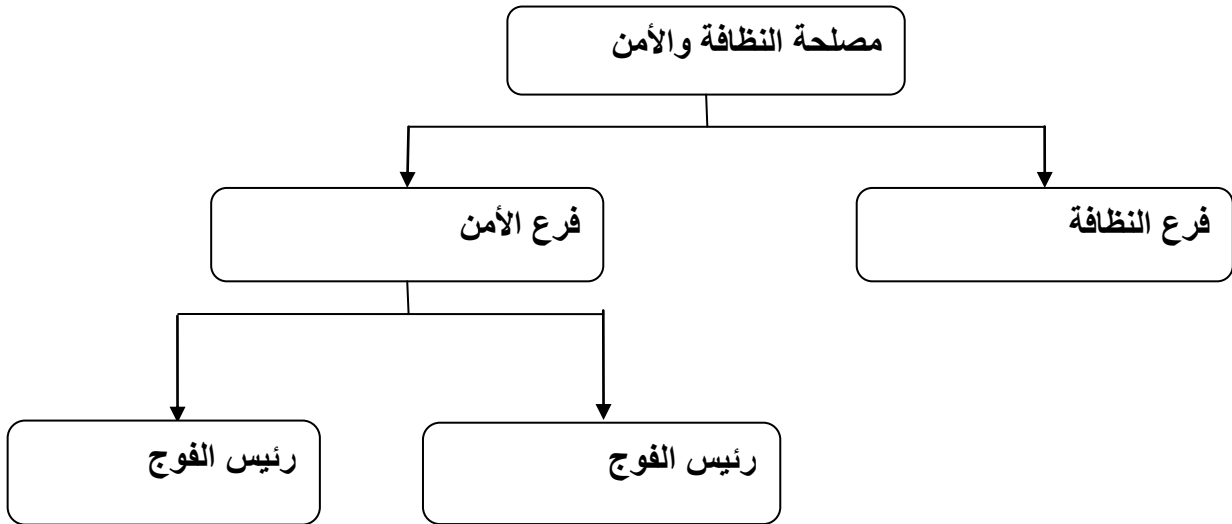 مصلحة النظافة والأمن
فرع النظافة
فرع الأمن
رئيس الفوج
رئيس الفوج